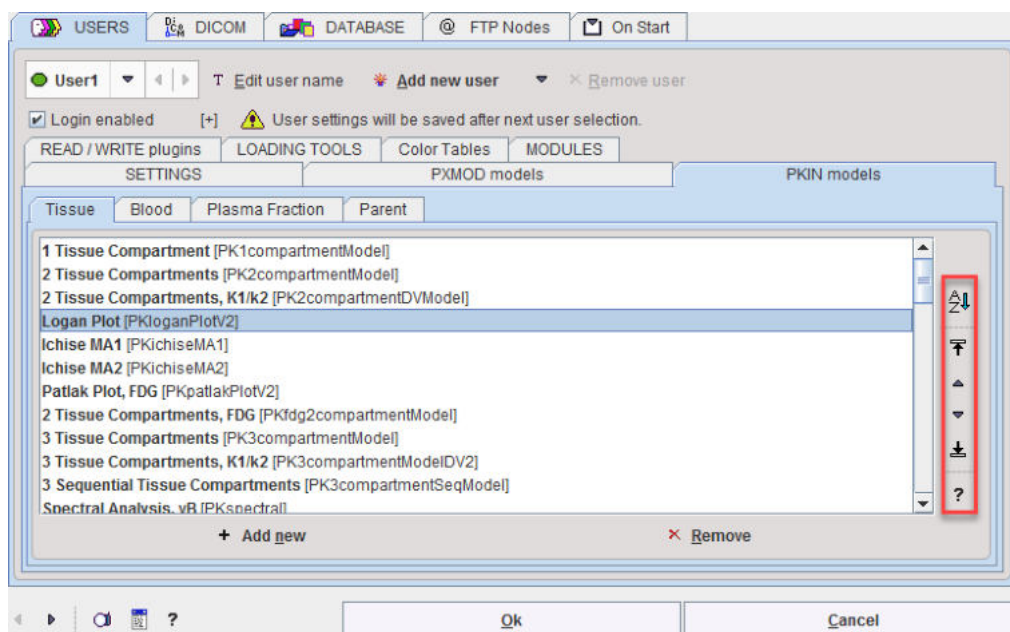 USERS DICOM DATABASE @ FTP Nodes On Start
User1 T Edit user name Add new user Remove user
Login enabled [+] User settings will be saved after next user selection.
READ / WRITE plugins LOADING TOOLS Color Tables MODULES
SETTINGS PXMOD models PKIN models
Tissue Blood Plasma Fraction Parent
1 Tissue Compartment [PK1compartmentModel]
2 Tissue Compartments [PK2compartmentModel]
2 Tissue Compartments, K1/k2 [PK2compartmentDVModel]
Logan Plot [PKloganPlotV2]
Ichise MA1 [PKichiseMA1]
Ichise MA2 [PKichiseMA2]
Patlak Plot, FDG [PKpatlakPlotV2]
2 Tissue Compartments, FDG [PKfdg2compartmentModel]
3 Tissue Compartments [PK3compartmentModel]
3 Tissue Compartments, K1/k2 [PK3compartmentModelDV2]
3 Sequential Tissue Compartments [PK3compartmentSeqModel]
Spectral Analysis, vB [PKspectral]
AZ
?
+ Add new Remove
? Ok Cancel